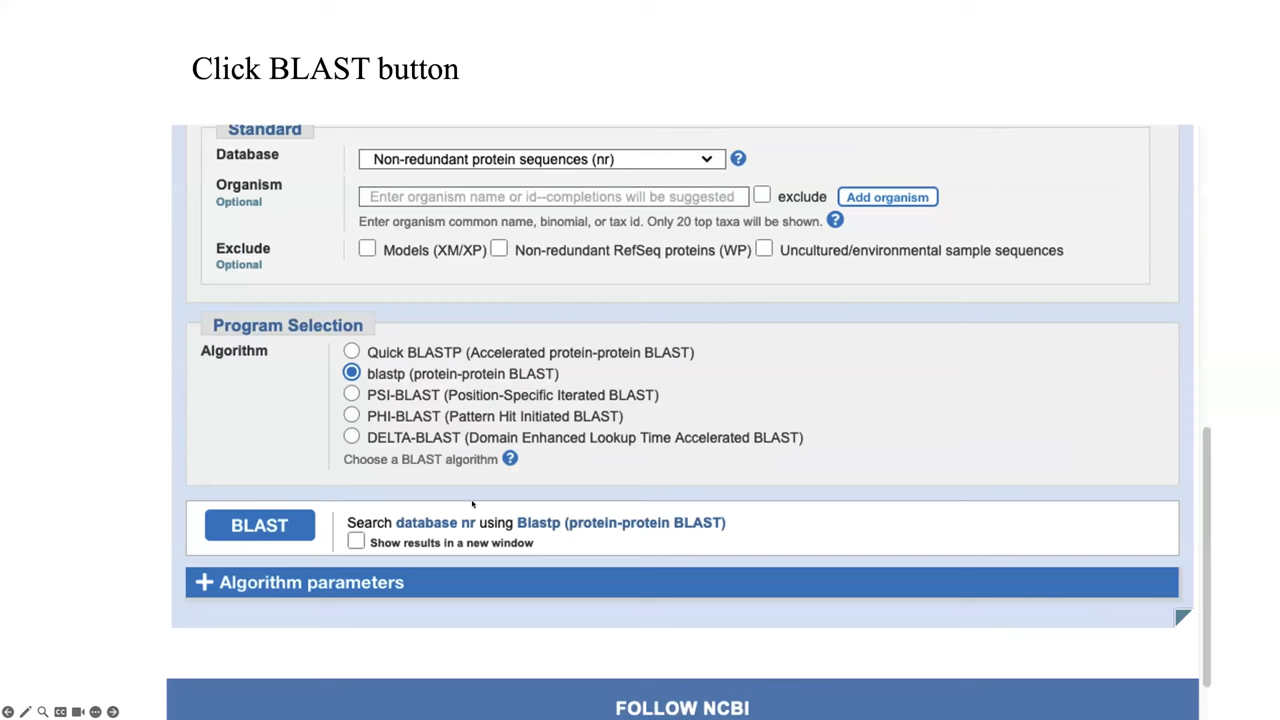 Click BLAST button
Standard
Database
Non-redundant protein sequences (nr)
?
Organism
Optional
Enter organism name or id--completions will be suggested
exclude
Add organism
Enter organism common name, binomial, or tax id. Only 20 top taxa will be shown. ?
Exclude
Optional
Models (XM/XP) Non-redundant RefSeq proteins (WP) Uncultured/environmental sample sequences
Program Selection
Algorithm
Quick BLASTP (Accelerated protein-protein BLAST)
blastp (protein-protein BLAST)
PSI-BLAST (Position-Specific Iterated BLAST)
PHI-BLAST (Pattern Hit Initiated BLAST)
DELTA-BLAST (Domain Enhanced Lookup Time Accelerated BLAST)
Choose a BLAST algorithm ?
BLAST
Search database nr using Blastp (protein-protein BLAST)
Show results in a new window
+ Algorithm parameters
FOLLOW NCBI
CC